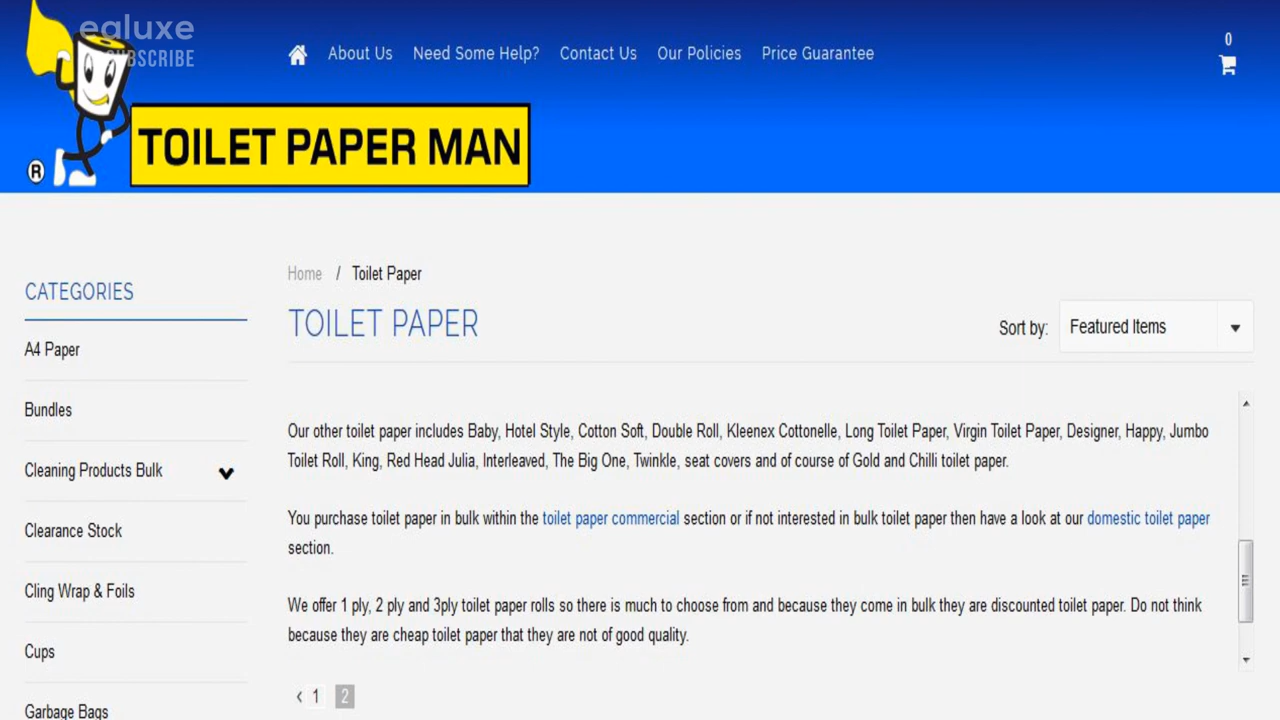 eqluxe
SUBSCRIBE
About Us Need Some Help? Contact Us Our Policies Price Guarantee
0
®
TOILET PAPER MAN
Home / Toilet Paper
CATEGORIES
TOILET PAPER
Sort by: Featured Items
A4 Paper
Bundles
Cleaning Products Bulk
Clearance Stock
Cling Wrap & Foils
Cups
Garbage Bags
Our other toilet paper includes Baby, Hotel Style, Cotton Soft, Double Roll, Kleenex Cottonelle, Long Toilet Paper, Virgin Toilet Paper, Designer, Happy, Jumbo
Toilet Roll, King, Red Head Julia, Interleaved, The Big One, Twinkle, seat covers and of course of Gold and Chilli toilet paper.
You purchase toilet paper in bulk within the toilet paper commercial section or if not interested in bulk toilet paper then have a look at our domestic toilet paper
section.
We offer 1 ply, 2 ply and 3ply toilet paper rolls so there is much to choose from and because they come in bulk they are discounted toilet paper. Do not think
because they are cheap toilet paper that they are not of good quality.
‹ 1 2